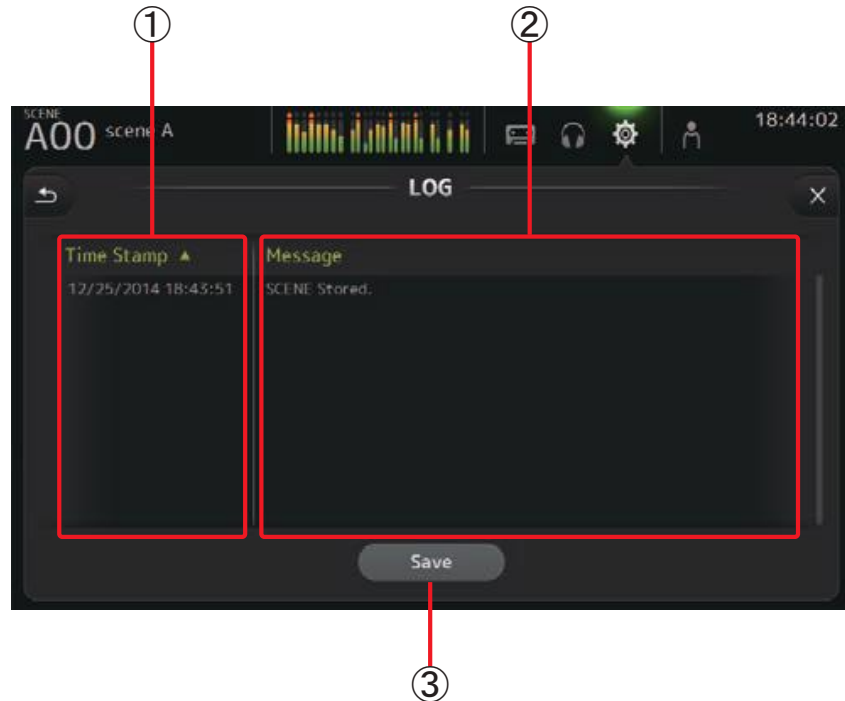 ① ②
SCENE
A00 scene A
18:44:02
LOG
Time Stamp ▲ Message
12/25/2014 18:43:51 SCENE Stored.
Save
③